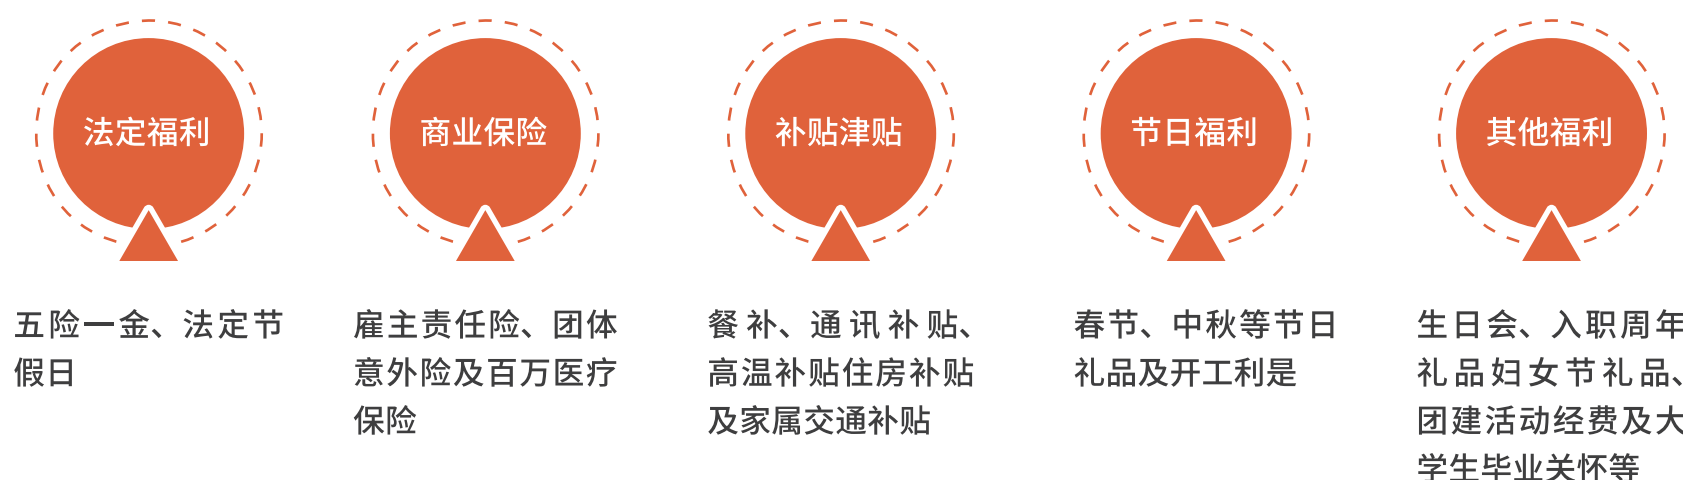 法定福利
商业保险
补贴津贴
节日福利
其他福利
五险一金、法定节
假日
雇主责任险、团体
意外险及百万医疗
保险
餐补、通讯补贴、
高温补贴住房补贴
及家属交通补贴
春节、中秋等节日
礼品及开工利是
生日会、入职周年
礼品妇女节礼品、
团建活动经费及大
学生毕业关怀等